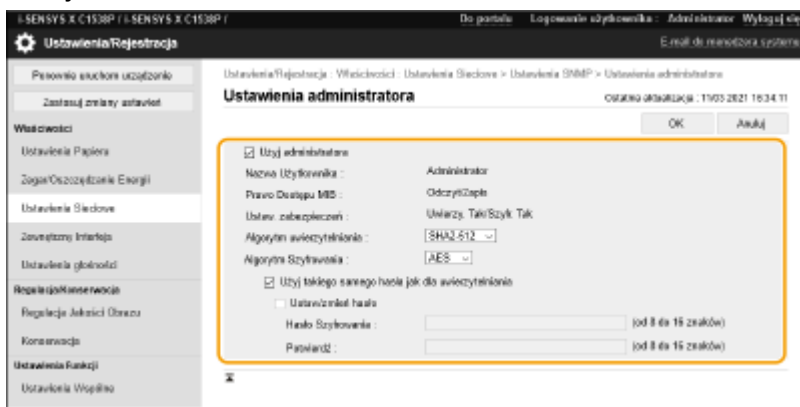 i-SENSYS X C1538P / i-SENSYS X C1538P /
Do portalu Logowanie użytkownika : Administrator Wyloguj się
Ustawienia/Rejestracja
E-mail do menedżera systemu
Ponownie uruchom urządzenie
Zastosuj zmiany ustawień
Właściwości
Ustawienia Papieru
Zegar/Oszczędzanie Energii
Ustawienia Sieciowe
Zewnętrzny Interfejs
Ustawienia głośności
Regulacja/Konserwacja
Regulacja Jakości Obrazu
Konserwacja
Ustawienia Funkcji
Ustawienia Wspólne
Ustawienia/Rejestracja : Właściwości : Ustawienia Sieciowe > Ustawienia SNMP > Ustawienia administratora
Ustawienia administratora
Ostatnia aktualizacja : 11/03 2021 16:34:11
OK Anuluj
Użyj administratora
Nazwa Użytkownika : Administrator
Prawo Dostępu MIB : Odczyt/Zapis
Ustaw. zabezpieczeń : Uwierz. Tak/Szyfr. Tak
Algorytm uwierzytelniania : SHA2-512
Algorytm Szyfrowania : AES
Użyj takiego samego hasła jak dla uwierzytelniania
Ustaw/zmień hasło
Hasło Szyfrowania : (od 8 do 16 znaków)
Potwierdź : (od 8 do 16 znaków)